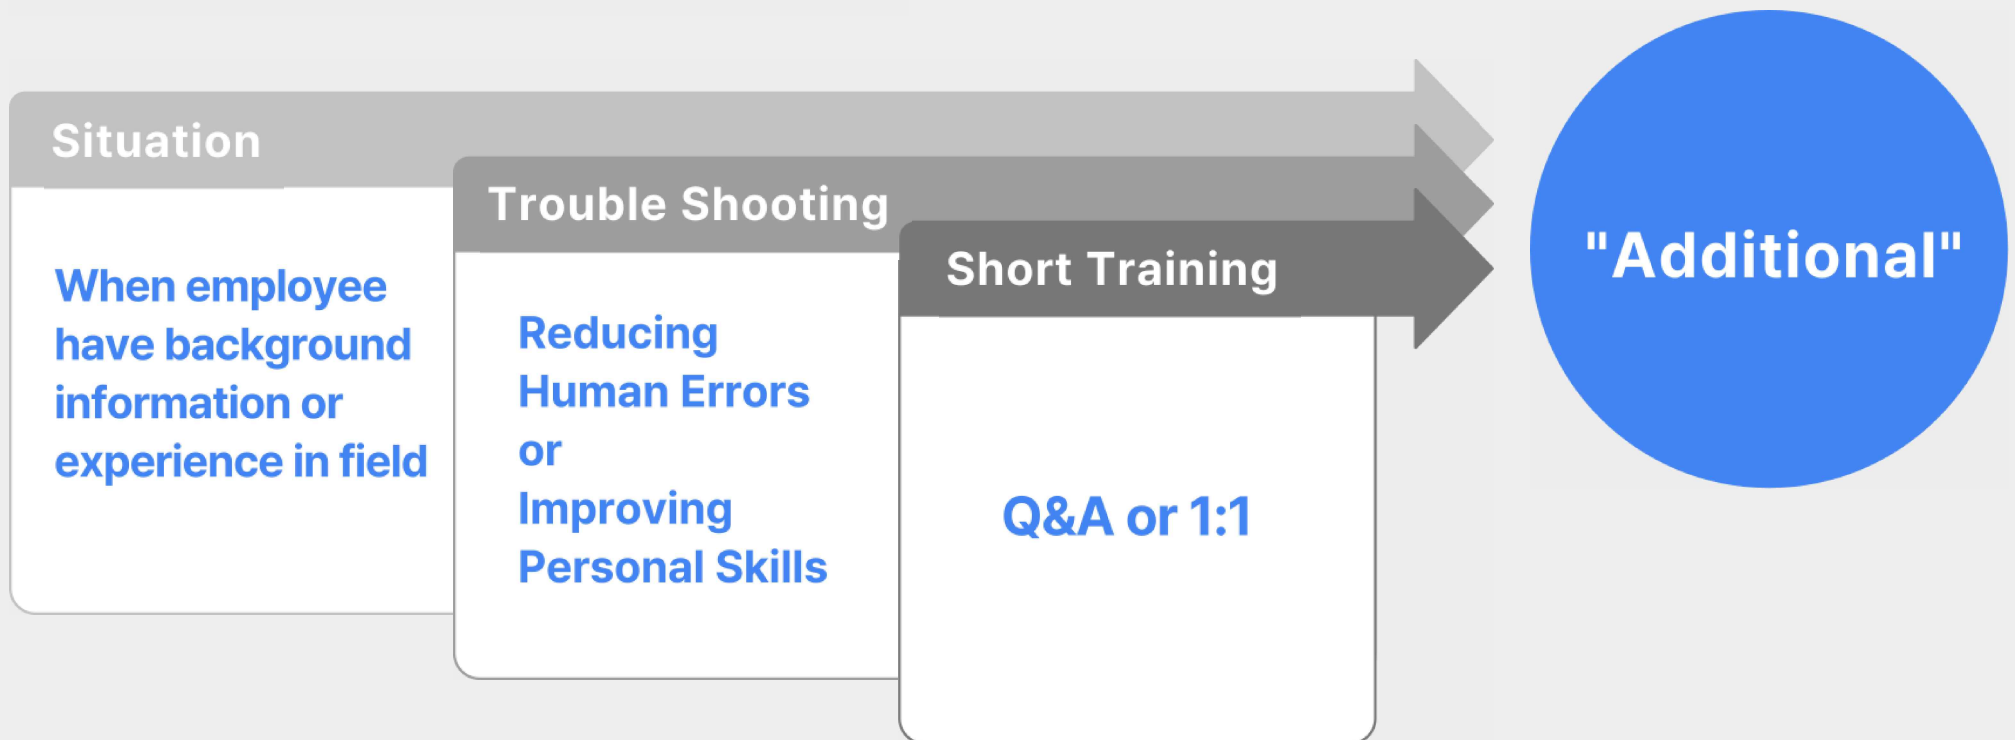 Situation
When employee
have background
information or
experience in field
Trouble Shooting
Reducing
Human Errors
or
Improving
Personal Skills
Short Training
Q&A or 1:1
"Additional"